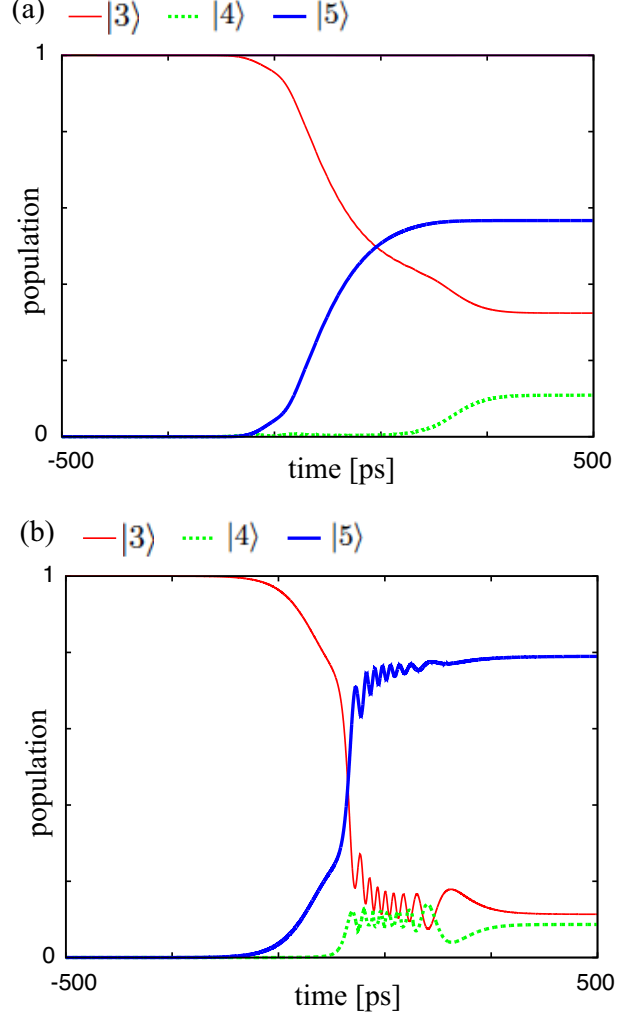 (a)
|3⟩ |4⟩ |5⟩
1
population
0
-500 500
time [ps]
(b)
|3⟩ |4⟩ |5⟩
1
population
0
-500 500
time [ps]